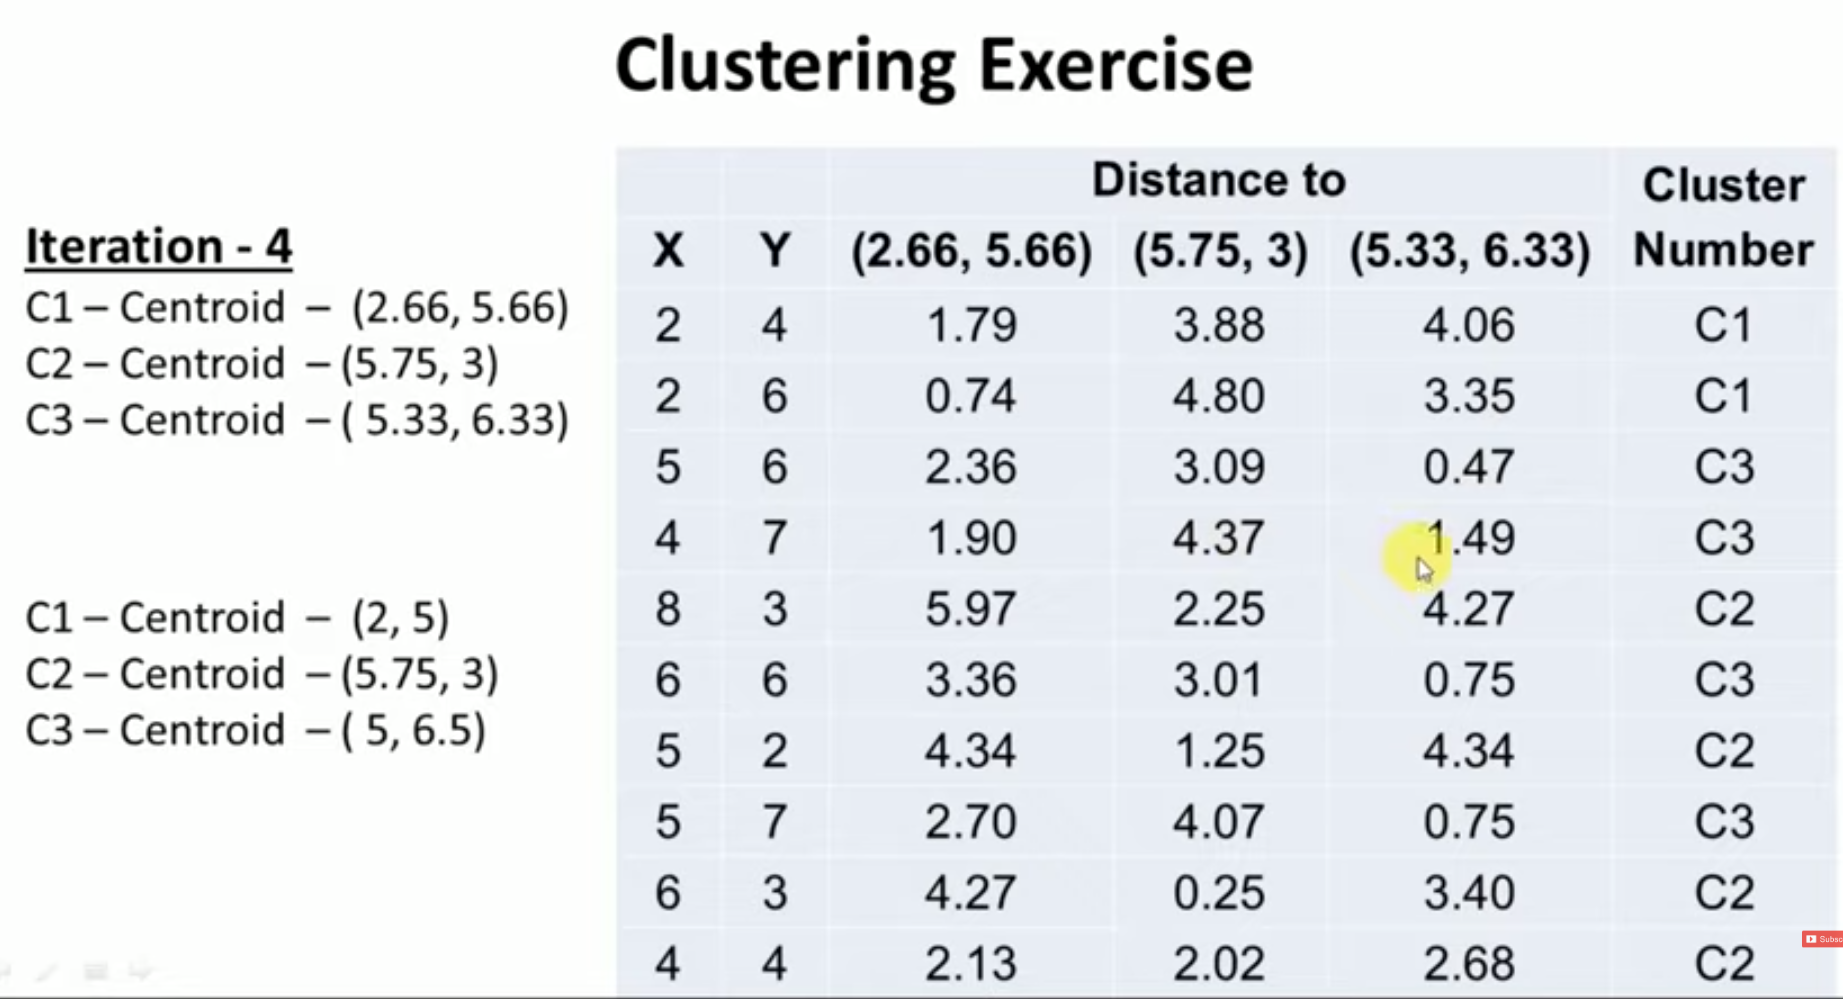 Clustering Exercise
Iteration - 4
C1 – Centroid – (2.66, 5.66)
C2 – Centroid – (5.75, 3)
C3 – Centroid – ( 5.33, 6.33)
C1 – Centroid – (2, 5)
C2 – Centroid – (5.75, 3)
C3 – Centroid – ( 5, 6.5)
Distance to Cluster
X Y (2.66, 5.66) (5.75, 3) (5.33, 6.33) Number
2 4 1.79 3.88 4.06 C1
2 6 0.74 4.80 3.35 C1
5 6 2.36 3.09 0.47 C3
4 7 1.90 4.37 1.49 C3
8 3 5.97 2.25 4.27 C2
6 6 3.36 3.01 0.75 C3
5 2 4.34 1.25 4.34 C2
5 7 2.70 4.07 0.75 C3
6 3 4.27 0.25 3.40 C2
4 4 2.13 2.02 2.68 C2
Subsc